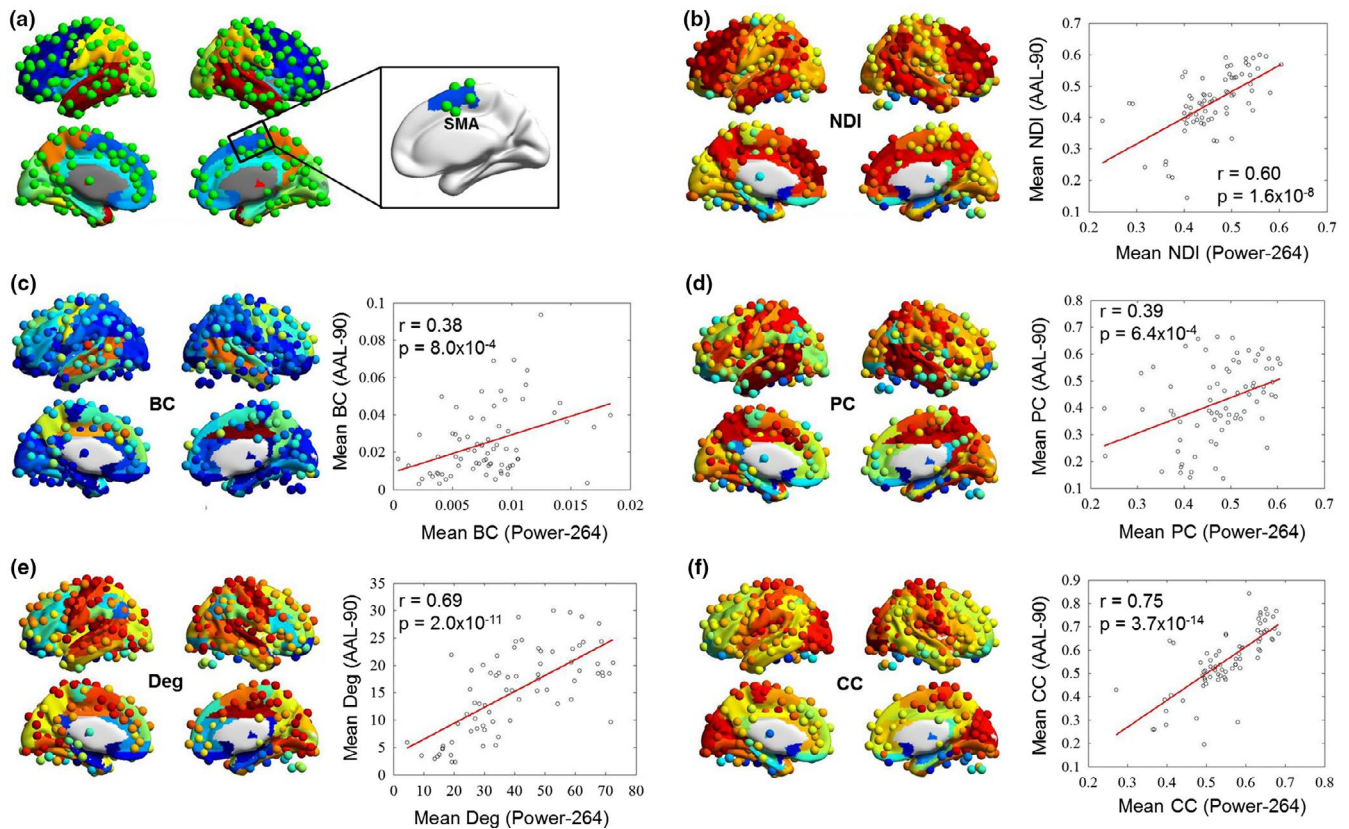 (a)
SMA
(b)
NDI
Mean NDI (AAL-90)
0.7
0.6
0.5
0.4
0.3
0.2
0.1
r = 0.60
p = 1.6x10-8
0.2 0.3 0.4 0.5 0.6 0.7
Mean NDI (Power-264)
(c)
BC
Mean BC (AAL-90)
0.1
0.08
0.06
0.04
0.02
0
r = 0.38
p = 8.0x10-4
0 0.005 0.01 0.015 0.02
Mean BC (Power-264)
(d)
PC
Mean PC (AAL-90)
0.8
0.7
0.6
0.5
0.4
0.3
0.2
0.1
r = 0.39
p = 6.4x10-4
0.2 0.3 0.4 0.5 0.6 0.7
Mean PC (Power-264)
(e)
Deg
Mean Deg (AAL-90)
35
30
25
20
15
10
5
0
r = 0.69
p = 2.0x10-11
0 10 20 30 40 50 60 70 80
Mean Deg (Power-264)
(f)
CC
Mean CC (AAL-90)
0.9
0.8
0.7
0.6
0.5
0.4
0.3
0.2
0.1
r = 0.75
p = 3.7x10-14
0.2 0.3 0.4 0.5 0.6 0.7 0.8
Mean CC (Power-264)